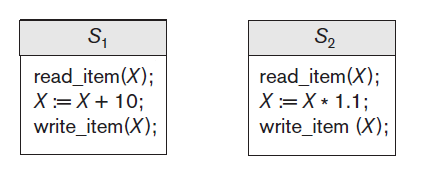 S₁
read_item(X);
X := X + 10;
write_item(X);
S₂
read_item(X);
X := X * 1.1;
write_item (X);